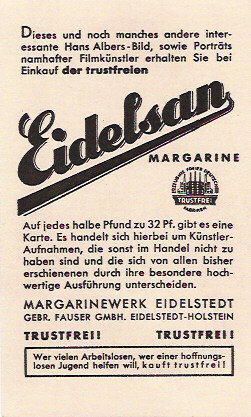 Dieses und noch manches andere inter-
essante Hans Albers-Bild, sowie Porträts
namhafter Filmkünstler erhalten Sie bei
Einkauf der trustfreien
Eidelsan
MARGARINE
TRUSTFREI
Auf jedes halbe Pfund zu 32 Pf. gibt es eine
Karte. Es handelt sich hierbei um Künstler-
Aufnahmen, die sonst im Handel nicht zu
haben sind und die sich von allen bisher
erschienenen durch ihre besondere hoch-
wertige Ausführung unterscheiden.
MARGARINEWERK EIDELSTEDT
GEBR. FAUSER GMBH. EIDELSTEDT-HOLSTEIN
TRUSTFREI! TRUSTFREI!
Wer vielen Arbeitslosen, wer einer hoffnungs-
losen Jugend helfen will, kauft trustfrei!